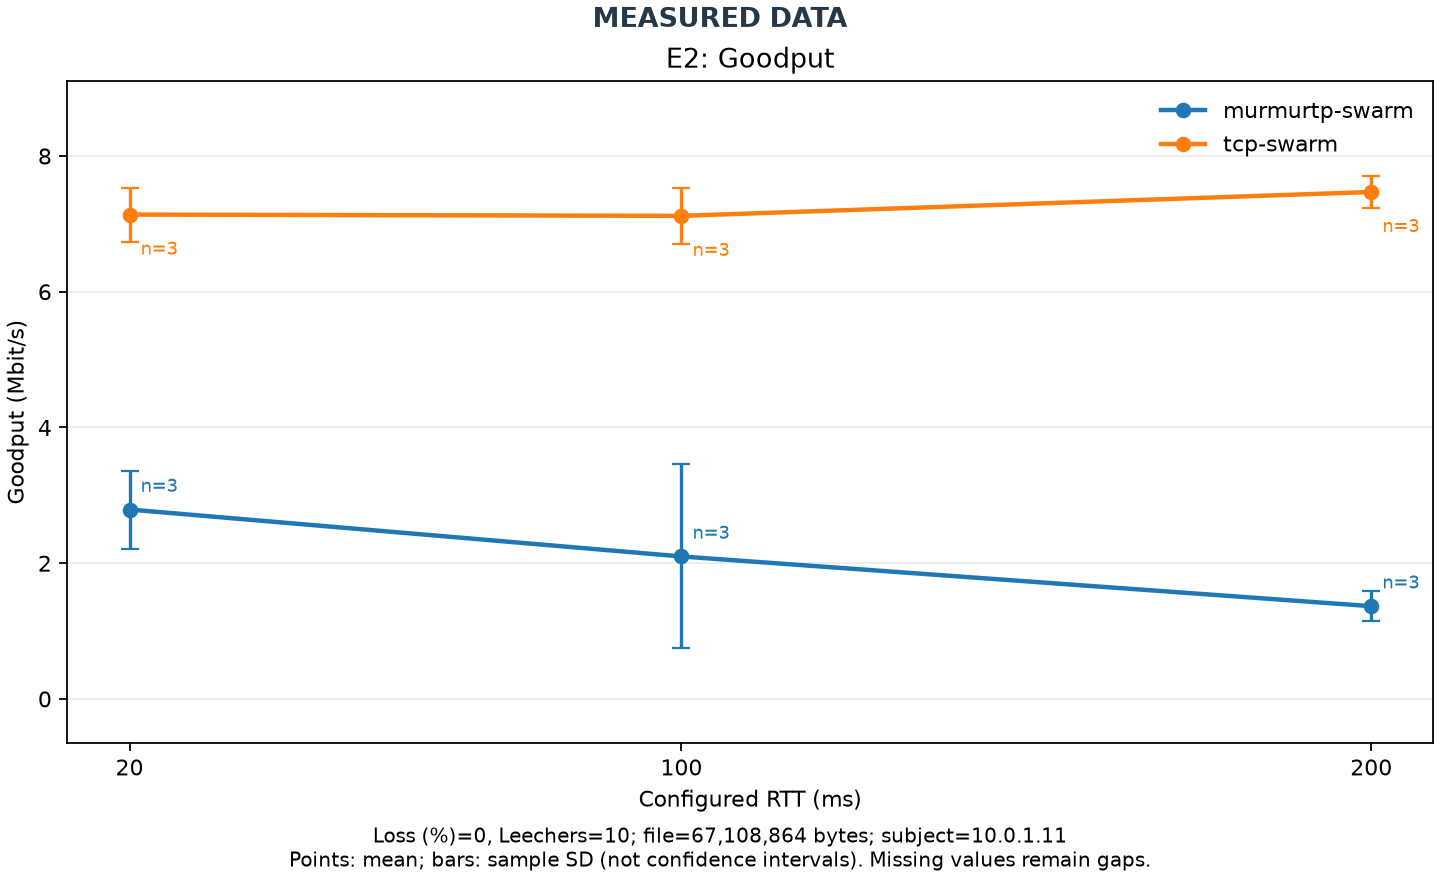 MEASURED DATA
E2: Goodput
murmurtp-swarm
tcp-swarm
Goodput (Mbit/s)
8
6
4
2
0
n=3
n=3
n=3
n=3
n=3
n=3
20
100
200
Configured RTT (ms)
Loss (%)=0, Leechers=10; file=67,108,864 bytes; subject=10.0.1.11
Points: mean; bars: sample SD (not confidence intervals). Missing values remain gaps.